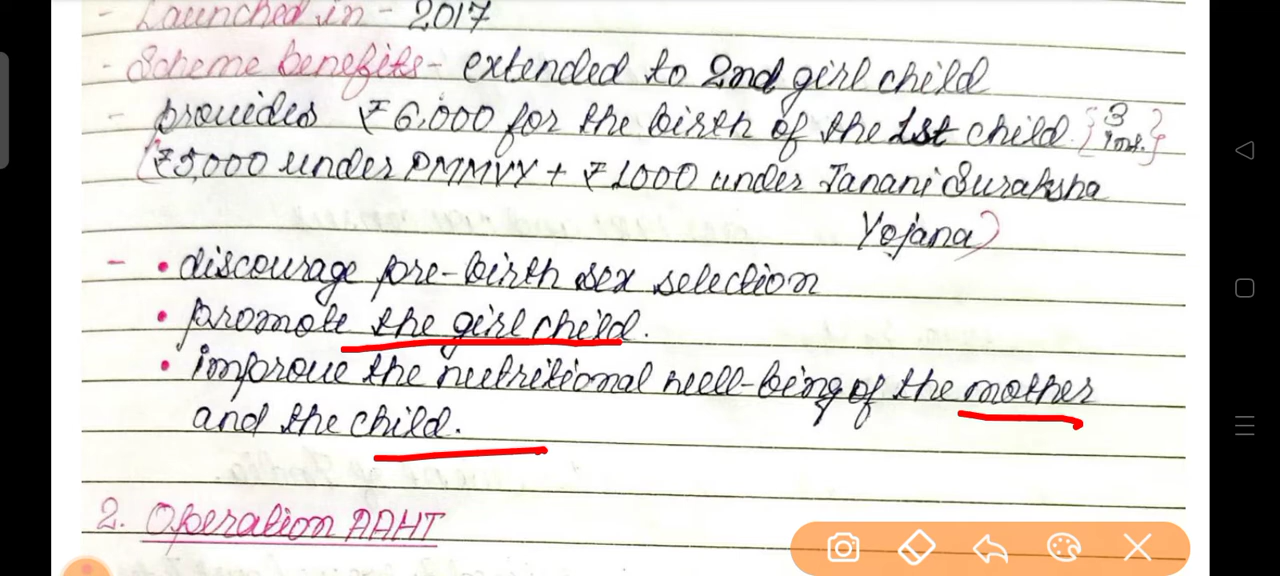 - Launched in - 2017
- Scheme benefits - extended to 2nd girl child
- provides ₹6,000 for the birth of the 1st child. {3 inst.}
(₹5,000 under PMMVY + ₹1000 under Janani Suraksha
Yojana)
- • discourage pre-birth sex selection
• promote the girl child.
• improve the nutritional well-being of the mother
and the child.
2. Operation AAHT